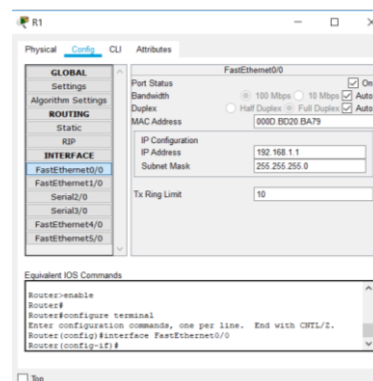 R1
Physical Config CLI Attributes
GLOBAL
Settings
Algorithm Settings
ROUTING
Static
RIP
INTERFACE
FastEthernet0/0
FastEthernet1/0
Serial2/0
Serial3/0
FastEthernet4/0
FastEthernet5/0
FastEthernet0/0
Port Status On
Bandwidth 100 Mbps 10 Mbps Auto
Duplex Half Duplex Full Duplex Auto
MAC Address 000D.BD20.BA79
IP Configuration
IP Address 192.168.1.1
Subnet Mask 255.255.255.0
Tx Ring Limit 10
Equivalent IOS Commands
Router>enable
Router#
Router#configure terminal
Enter configuration commands, one per line. End with CNTL/Z.
Router(config)#interface FastEthernet0/0
Router(config-if)#
Top